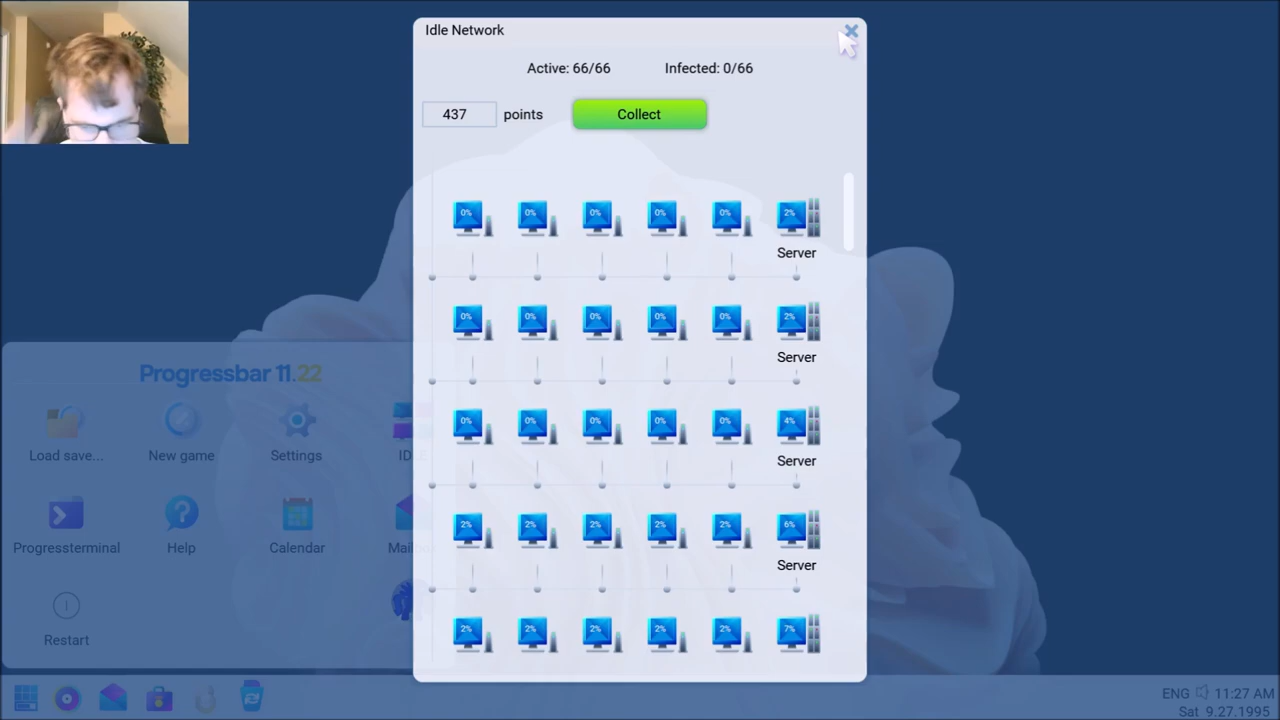 Idle Network
Active: 66/66 Infected: 0/66
437 points Collect
0% 0% 0% 0% 0% 2%
Server
0% 0% 0% 0% 0% 2%
Server
0% 0% 0% 0% 0% 4%
Server
2% 2% 2% 2% 2% 6%
Server
2% 2% 2% 2% 2% 7%
Progressbar 11.22
Load save... New game Settings
Progressterminal Help Calendar
Restart
ENG 11:27 AM
Sat 9.27.1995